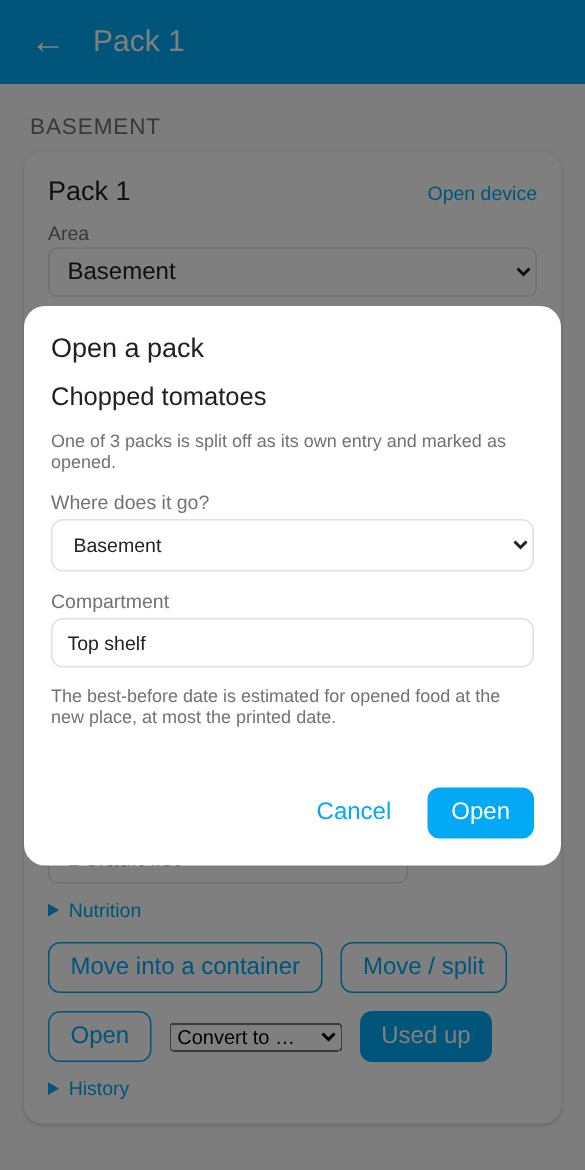 ← Pack 1
BASEMENT
Pack 1
Open device
Area
Basement
Open a pack
Chopped tomatoes
One of 3 packs is split off as its own entry and marked as
opened.
Where does it go?
Basement
Compartment
Top shelf
The best-before date is estimated for opened food at the
new place, at most the printed date.
Cancel
Open
Nutrition
Move into a container
Move / split
Open
Convert to …
Used up
History